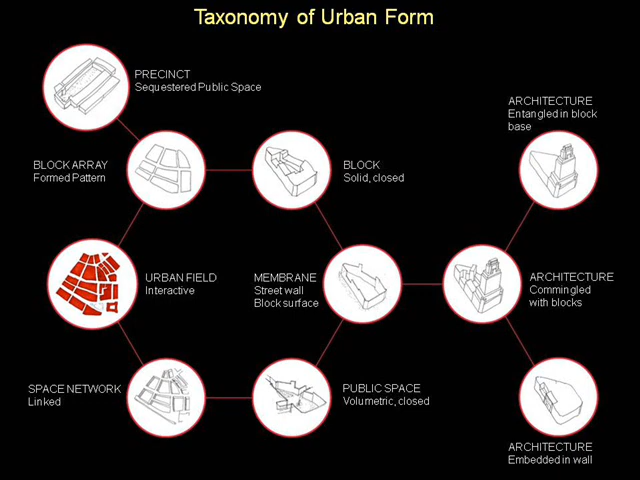 Taxonomy of Urban Form
PRECINCT
Sequestered Public Space
ARCHITECTURE
Entangled in block
base
BLOCK ARRAY
Formed Pattern
BLOCK
Solid, closed
URBAN FIELD
Interactive
MEMBRANE
Street wall
Block surface
ARCHITECTURE
Commingled
with blocks
SPACE NETWORK
Linked
PUBLIC SPACE
Volumetric, closed
ARCHITECTURE
Embedded in wall